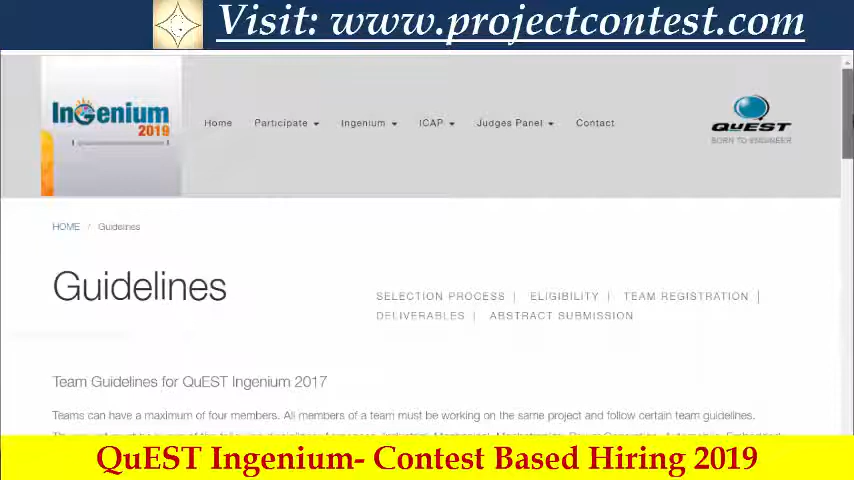 Visit: www.projectcontest.com
InGenium
2019
Home Participate Ingenium ICAP Judges Panel Contact
QuEST
BORN TO ENGINEER
HOME / Guidelines
Guidelines
SELECTION PROCESS | ELIGIBILITY | TEAM REGISTRATION |
DELIVERABLES | ABSTRACT SUBMISSION
Team Guidelines for QuEST Ingenium 2017
Teams can have a maximum of four members. All members of a team must be working on the same project and follow certain team guidelines.
QuEST Ingenium- Contest Based Hiring 2019